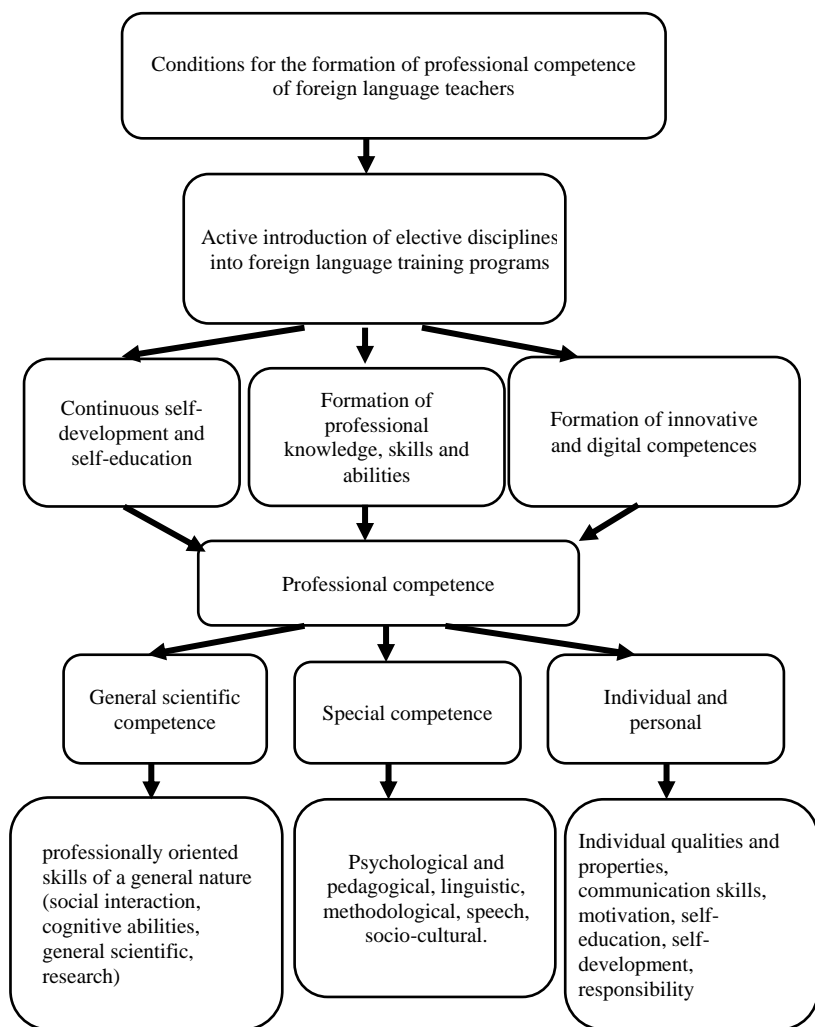 Conditions for the formation of professional competence
of foreign language teachers
Active introduction of elective disciplines
into foreign language training programs
Continuous self-
development and
self-education
Formation of
professional
knowledge, skills and
abilities
Formation of innovative
and digital competences
Professional competence
General scientific
competence
Special competence
Individual and
personal
professionally oriented
skills of a general nature
(social interaction,
cognitive abilities,
general scientific,
research)
Psychological and
pedagogical, linguistic,
methodological, speech,
socio-cultural.
Individual qualities and
properties,
communication skills,
motivation, self-
education, self-
development,
responsibility